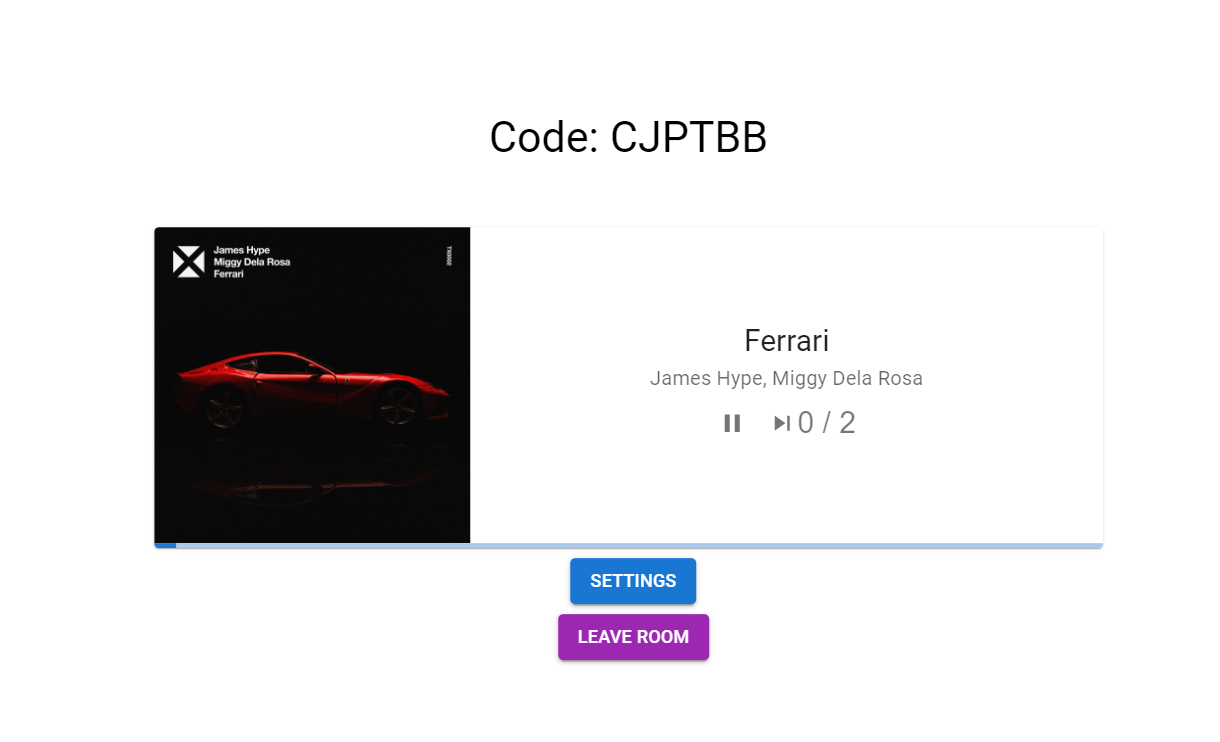 Code: CJPTBB
James Hype
Miggy Dela Rosa
Ferrari
Ferrari
James Hype, Miggy Dela Rosa
0 / 2
SETTINGS
LEAVE ROOM